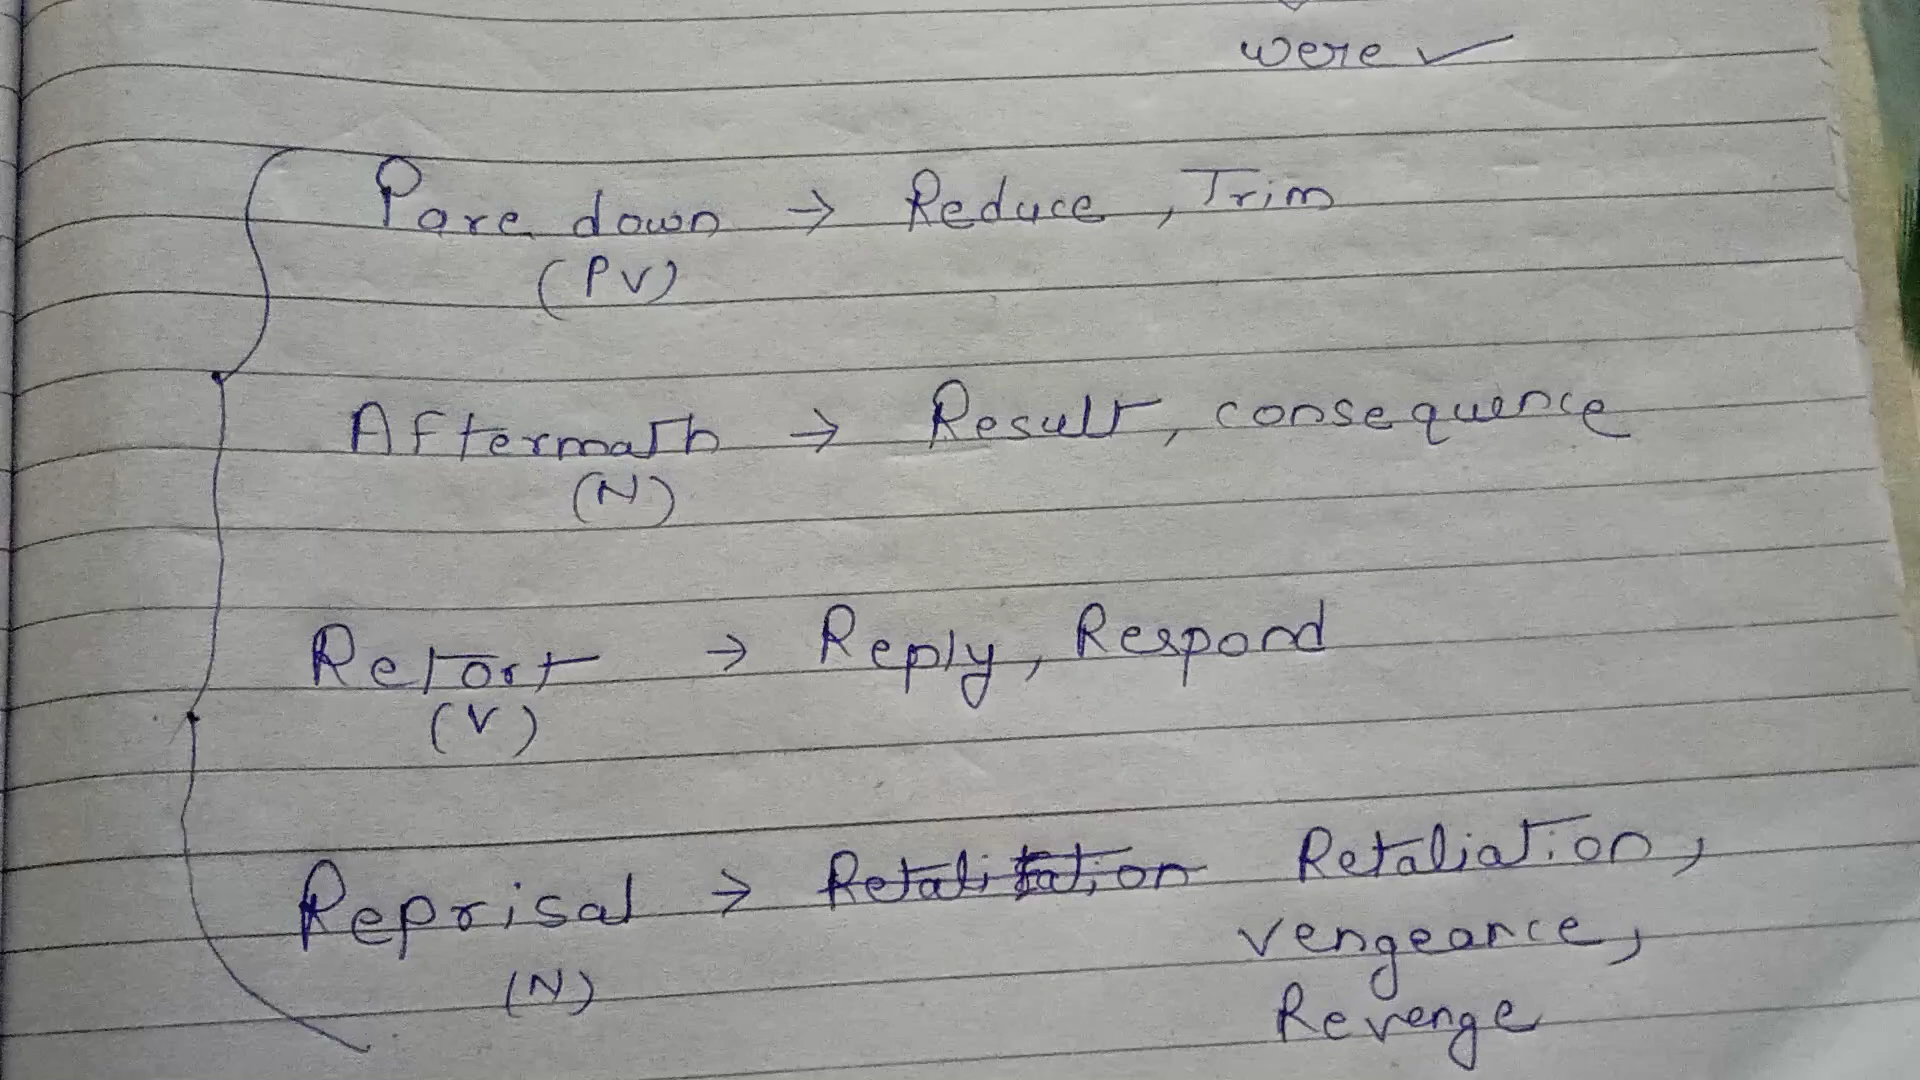 were ✓
Pare down → Reduce, Trim
(PV)
Aftermath → Result, consequence
(N)
Retort → Reply, Respond
(V)
Reprisal → Retalitation Retaliation,
(N) vengeance,
Revenge